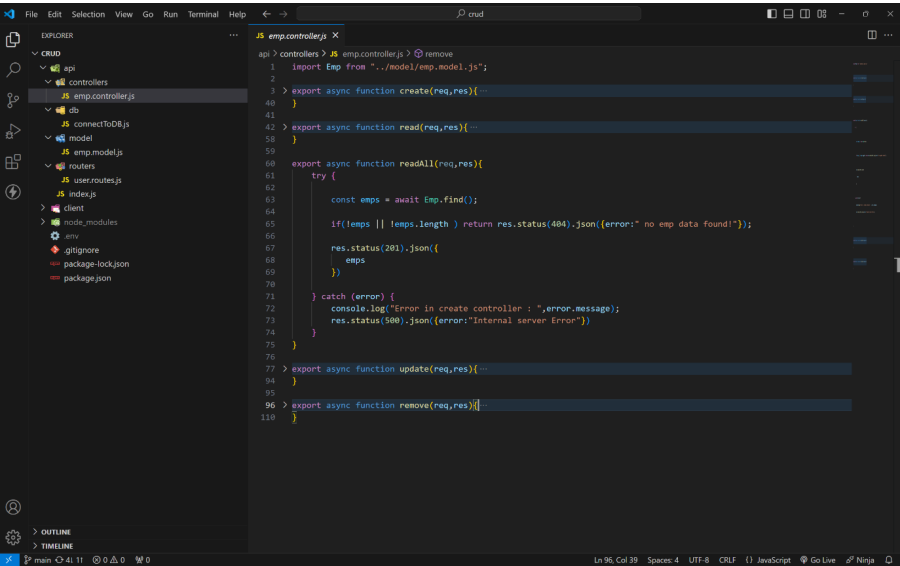 File Edit Selection View Go Run Terminal Help
crud
EXPLORER
CRUD
api
controllers
JS emp.controller.js
db
JS connectToDB.js
model
JS emp.model.js
routers
JS user.routes.js
JS index.js
client
node_modules
.env
.gitignore
package-lock.json
package.json
OUTLINE
TIMELINE
JS emp.controller.js
api > controllers > JS emp.controller.js > remove
1 import Emp from "../model/emp.model.js";
2
3 export async function create(req,res){ ...
40 }
41
42 export async function read(req,res){ ...
58 }
59
60 export async function readAll(req,res){
61 try {
62
63 const emps = await Emp.find();
64
65 if(!emps || !emps.length ) return res.status(404).json({error:" no emp data found!"});
66
67 res.status(201).json({
68 emps
69 })
70
71 } catch (error) {
72 console.log("Error in create controller : ",error.message);
73 res.status(500).json({error:"Internal server Error"})
74 }
75 }
76
77 export async function update(req,res){ ...
94 }
95
96 export async function remove(req,res){ ...
110 }
main 4↓ 1↑ 0 0 0 Ln 96, Col 39 Spaces: 4 UTF-8 CRLF {} JavaScript Go Live Ninja